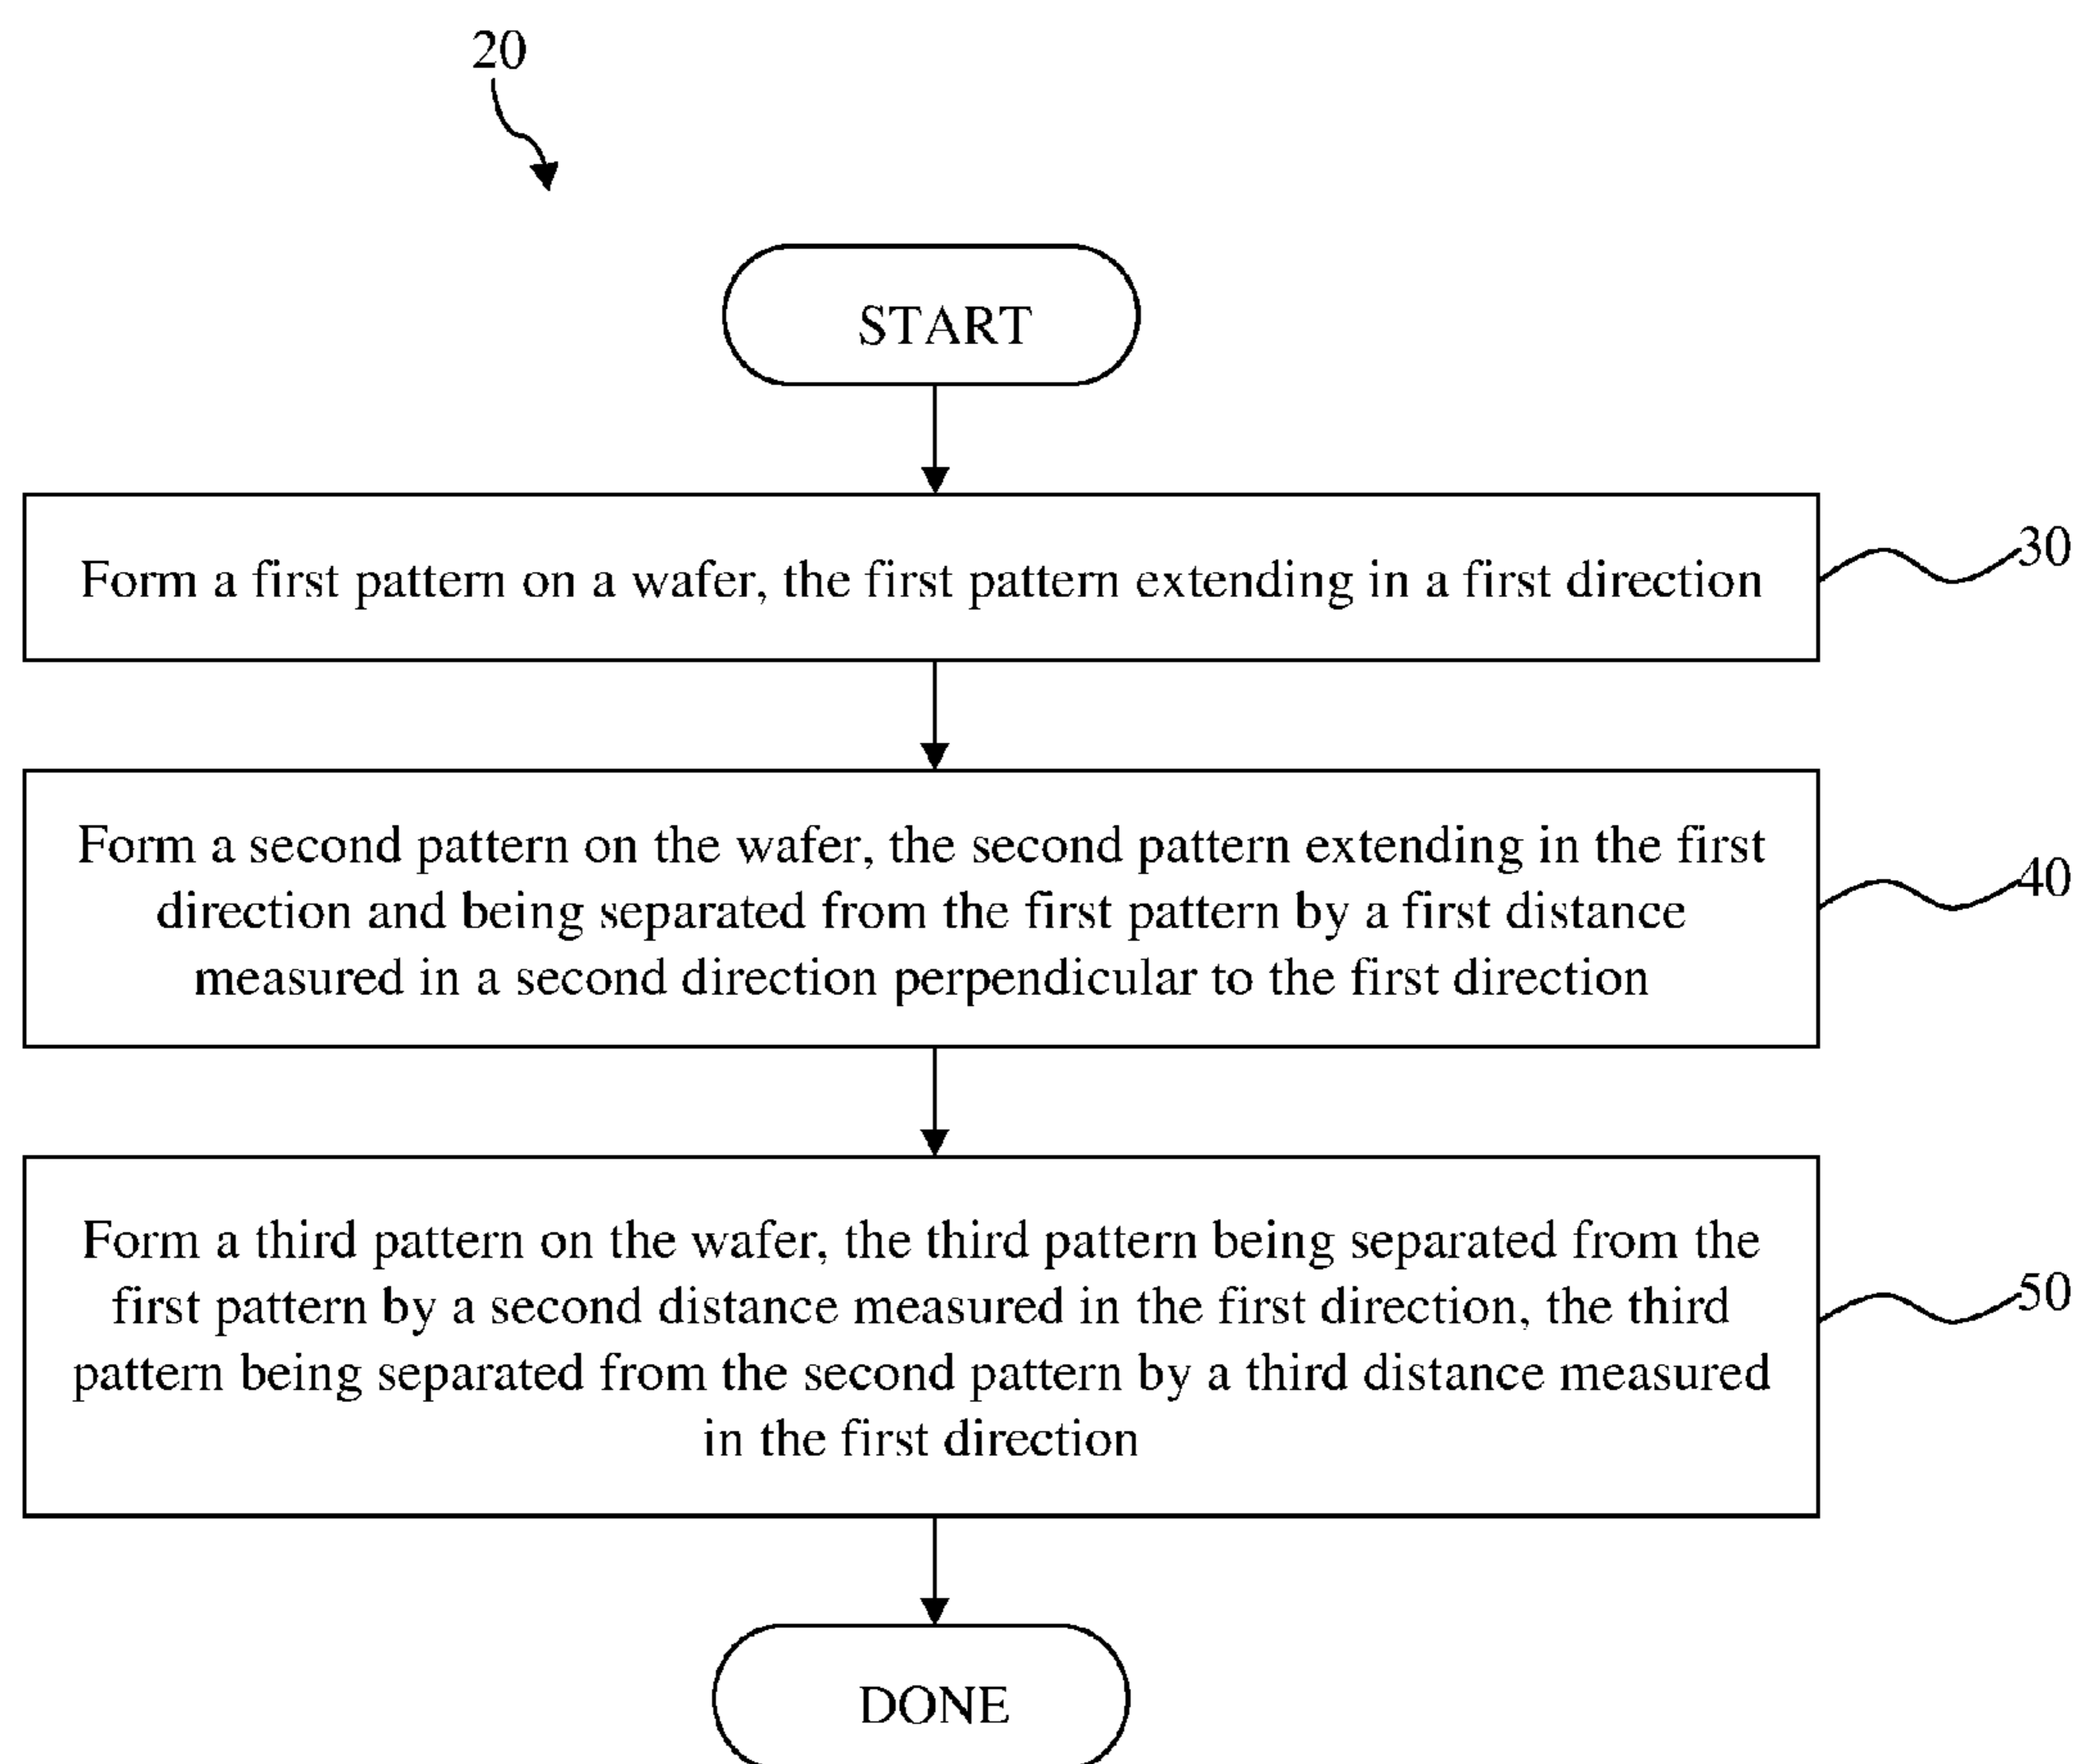 20
START
Form a first pattern on a wafer, the first pattern extending in a first direction
30
Form a second pattern on the wafer, the second pattern extending in the first
direction and being separated from the first pattern by a first distance
measured in a second direction perpendicular to the first direction
40
Form a third pattern on the wafer, the third pattern being separated from the
first pattern by a second distance measured in the first direction, the third
pattern being separated from the second pattern by a third distance measured
in the first direction
50
DONE